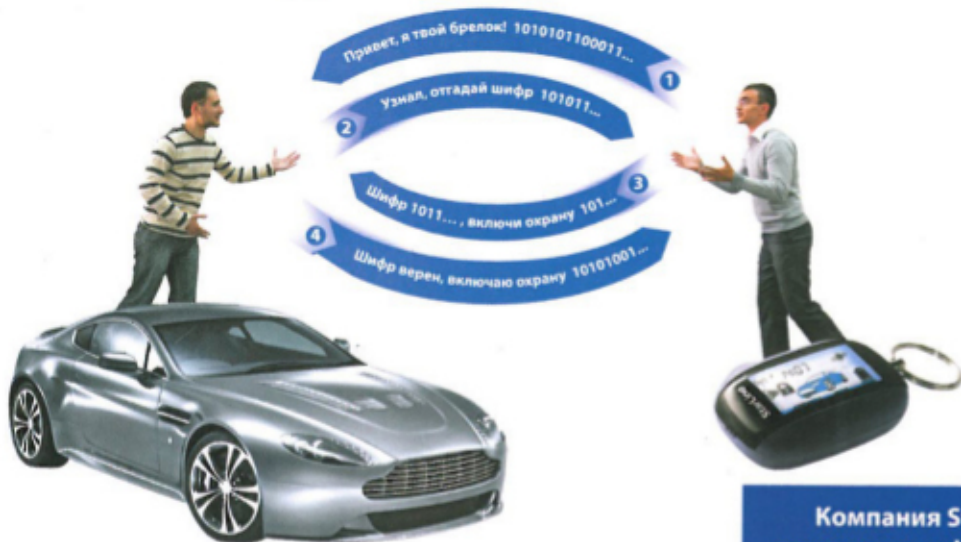 Привет, я твой брелок! 1010101100011...
1
Узнал, отгадай шифр 101011...
2
Шифр 1011... , включи охрану 101...
3
4
Шифр верен, включаю охрану 10101001...
StarLine
Компания S